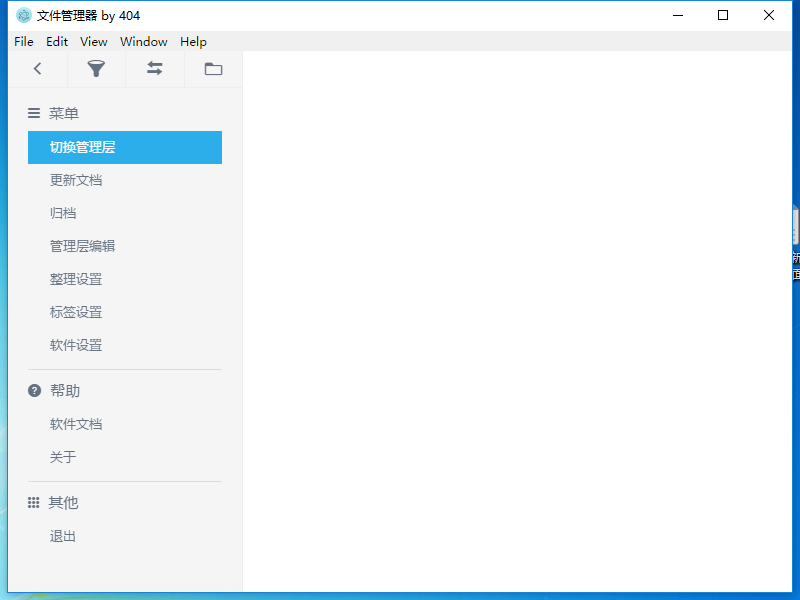 文件管理器 by 404
File Edit View Window Help
菜单
切换管理层
更新文档
归档
管理层编辑
整理设置
标签设置
软件设置
帮助
软件文档
关于
其他
退出